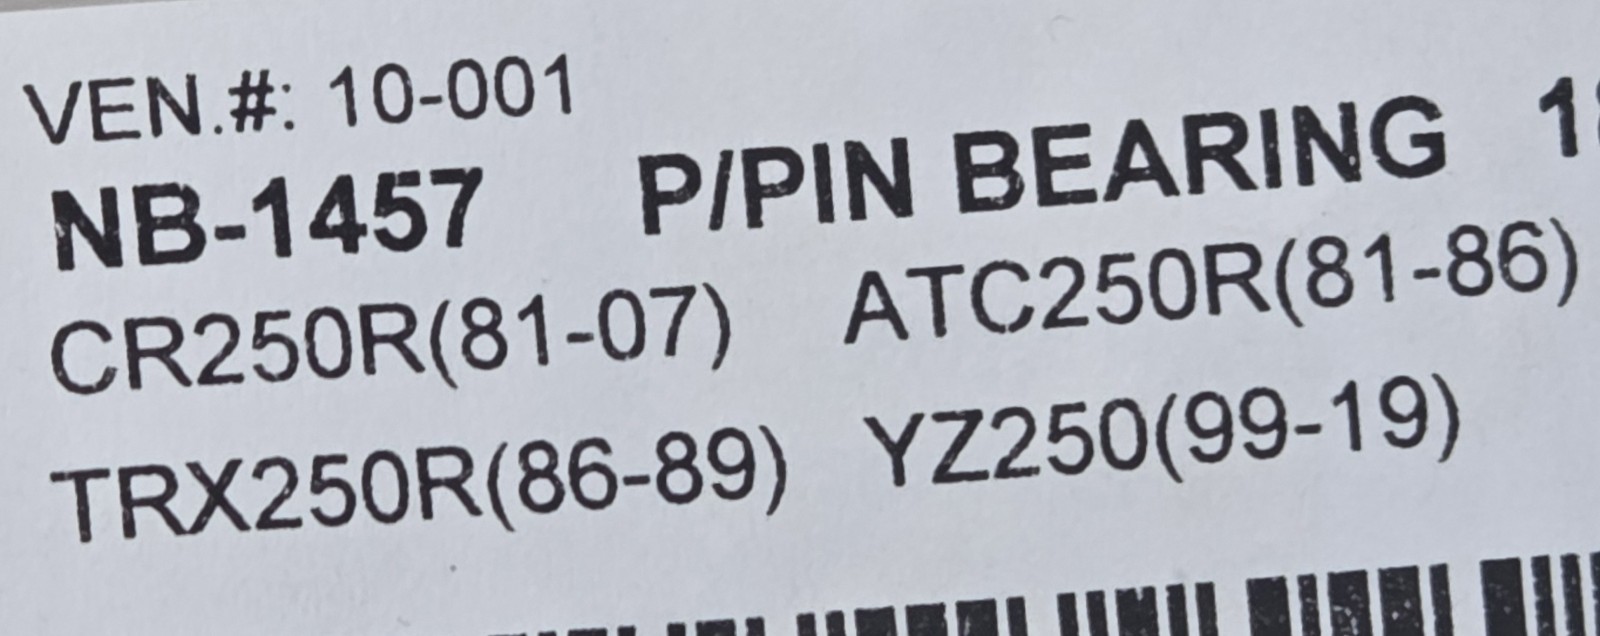 VEN.#: 10-001
NB-1457 P/PIN BEARING
CR250R(81-07) ATC250R(81-86)
TRX250R(86-89) YZ250(99-19)